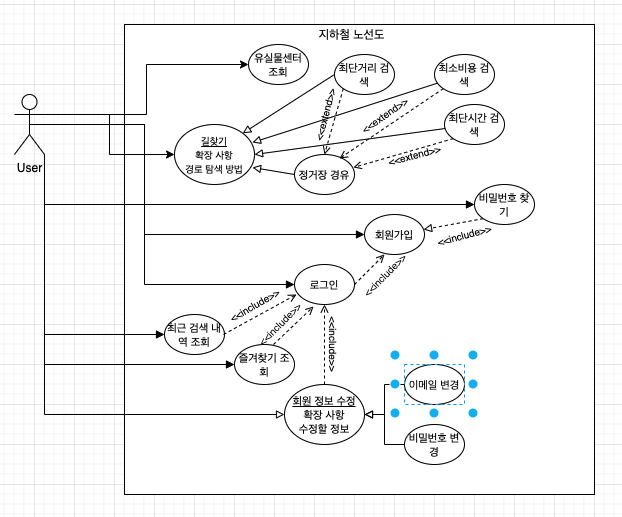 지하철 노선도
유실물센터
조회
최단거리 검
색
최소비용 검
색
최단시간 검
색
<<extend>>
<<extend>>
<<extend>>
길찾기
확장 사항
경로 탐색 방법
정거장 경유
User
비밀번호 찾
기
회원가입
<<include>>
<<include>>
로그인
<<include>>
<<include>>
<<include>>
최근 검색 내
역 조회
즐겨찾기 조
회
회원 정보 수정
확장 사항
수정할 정보
이메일 변경
비밀번호 변
경